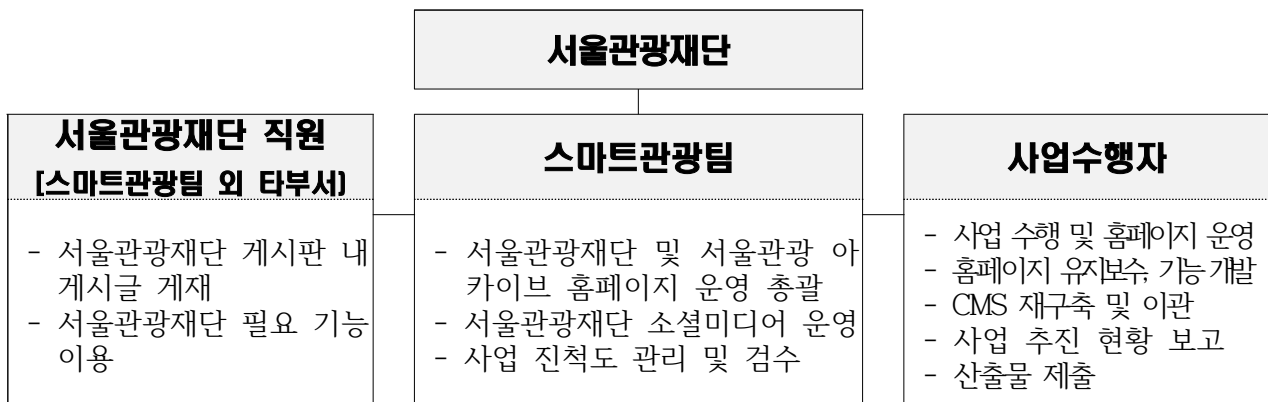 서울관광재단
서울관광재단 직원
[스마트관광팀 외 타부서]
- 서울관광재단 게시판 내
게시글 게재
- 서울관광재단 필요 기능
이용
스마트관광팀
- 서울관광재단 및 서울관광 아
카이브 홈페이지 운영 총괄
- 서울관광재단 소셜미디어 운영
- 사업 진척도 관리 및 검수
사업수행자
- 사업 수행 및 홈페이지 운영
- 홈페이지 유지보수, 기능 개발
- CMS 재구축 및 이관
- 사업 추진 현황 보고
- 산출물 제출